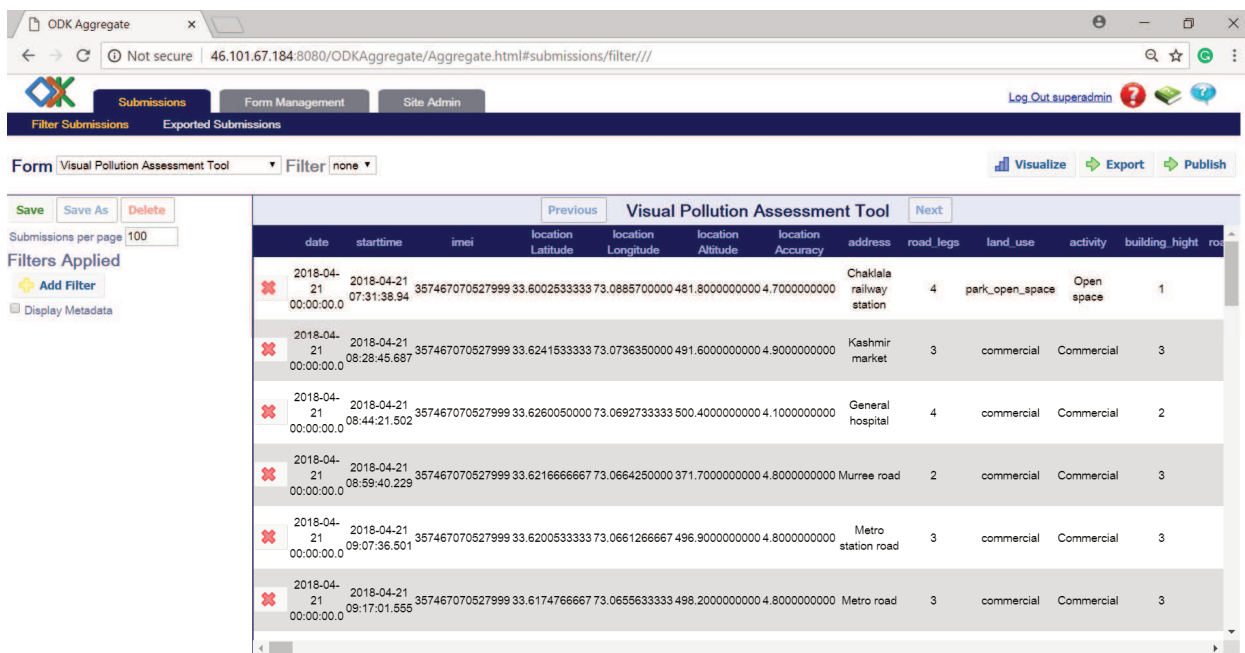 ODK Aggregate
Not secure | 46.101.67.184:8080/ODKAggregate/Aggregate.html#submissions/filter///
Submissions Form Management Site Admin
Log Out superadmin
Filter Submissions Exported Submissions
Form Visual Pollution Assessment Tool Filter none
Visualize Export Publish
Save Save As Delete
Previous Visual Pollution Assessment Tool Next
Submissions per page 100
Filters Applied
Add Filter
Display Metadata
date starttime imei location Latitude location Longitude location Altitude location Accuracy address road_legs land_use activity building_hight
2018-04-21 00:00:00.0 2018-04-21 07:31:38.94 357467070527999 33.6002533333 73.0885700000 481.8000000000 4.7000000000 Chaklala railway station 4 park_open_space Open space 1
2018-04-21 00:00:00.0 2018-04-21 08:28:45.687 357467070527999 33.6241533333 73.0736350000 491.6000000000 4.9000000000 Kashmir market 3 commercial Commercial 3
2018-04-21 00:00:00.0 2018-04-21 08:44:21.502 357467070527999 33.6260050000 73.0692733333 500.4000000000 4.1000000000 General hospital 4 commercial Commercial 2
2018-04-21 00:00:00.0 2018-04-21 08:59:40.229 357467070527999 33.6216666667 73.0664250000 371.7000000000 4.8000000000 Murree road 2 commercial Commercial 3
2018-04-21 00:00:00.0 2018-04-21 09:07:36.501 357467070527999 33.6200533333 73.0661266667 496.9000000000 4.8000000000 Metro station road 3 commercial Commercial 3
2018-04-21 00:00:00.0 2018-04-21 09:17:01.555 357467070527999 33.6174766667 73.0655633333 498.2000000000 4.8000000000 Metro road 3 commercial Commercial 3